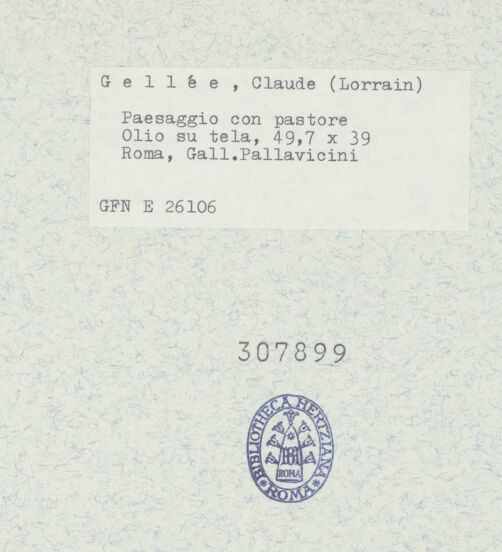 G e l l é e , Claude (Lorrain)
Paesaggio con pastore
Olio su tela, 49,7 x 39
Roma, Gall.Pallavicini
GFN E 26106
307899
BIBLIOTHECA HERTZIANA
BH
ROMA
* ROMA *